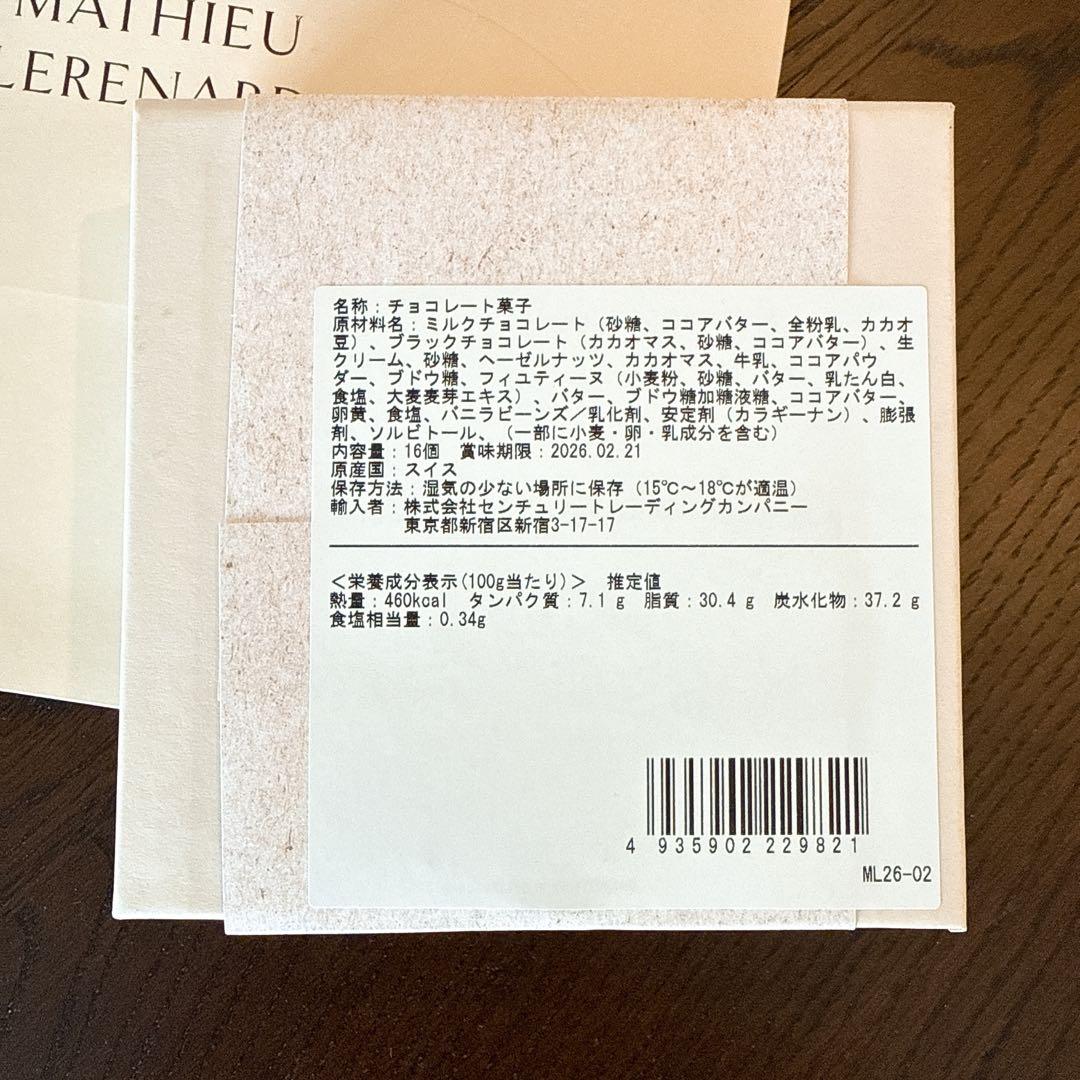 MATHIEU
LERENARD
名称：チョコレート菓子
原材料名：ミルクチョコレート（砂糖、ココアバター、全粉乳、カカオ
豆）、ブラックチョコレート（カカオマス、砂糖、ココアバター）、生
クリーム、砂糖、ヘーゼルナッツ、カカオマス、牛乳、ココアパウ
ダー、ブドウ糖、フィユティーヌ（小麦粉、砂糖、バター、乳たん白、
食塩、大麦麦芽エキス）、バター、ブドウ糖加糖液糖、ココアバター、
卵黄、食塩、バニラビーンズ／乳化剤、安定剤（カラギーナン）、膨張
剤、ソルビトール、（一部に小麦・卵・乳成分を含む）
内容量：16個　賞味期限：2026.02.21
原産国：スイス
保存方法：湿気の少ない場所に保存（15℃～18℃が適温）
輸入者：株式会社センチュリートレーディングカンパニー
東京都新宿区新宿3-17-17
＜栄養成分表示(100g当たり)＞　推定値
熱量：460kcal　タンパク質：7.1 g　脂質：30.4 g　炭水化物：37.2 g
食塩相当量：0.34g
4 935902 229821
ML26-02